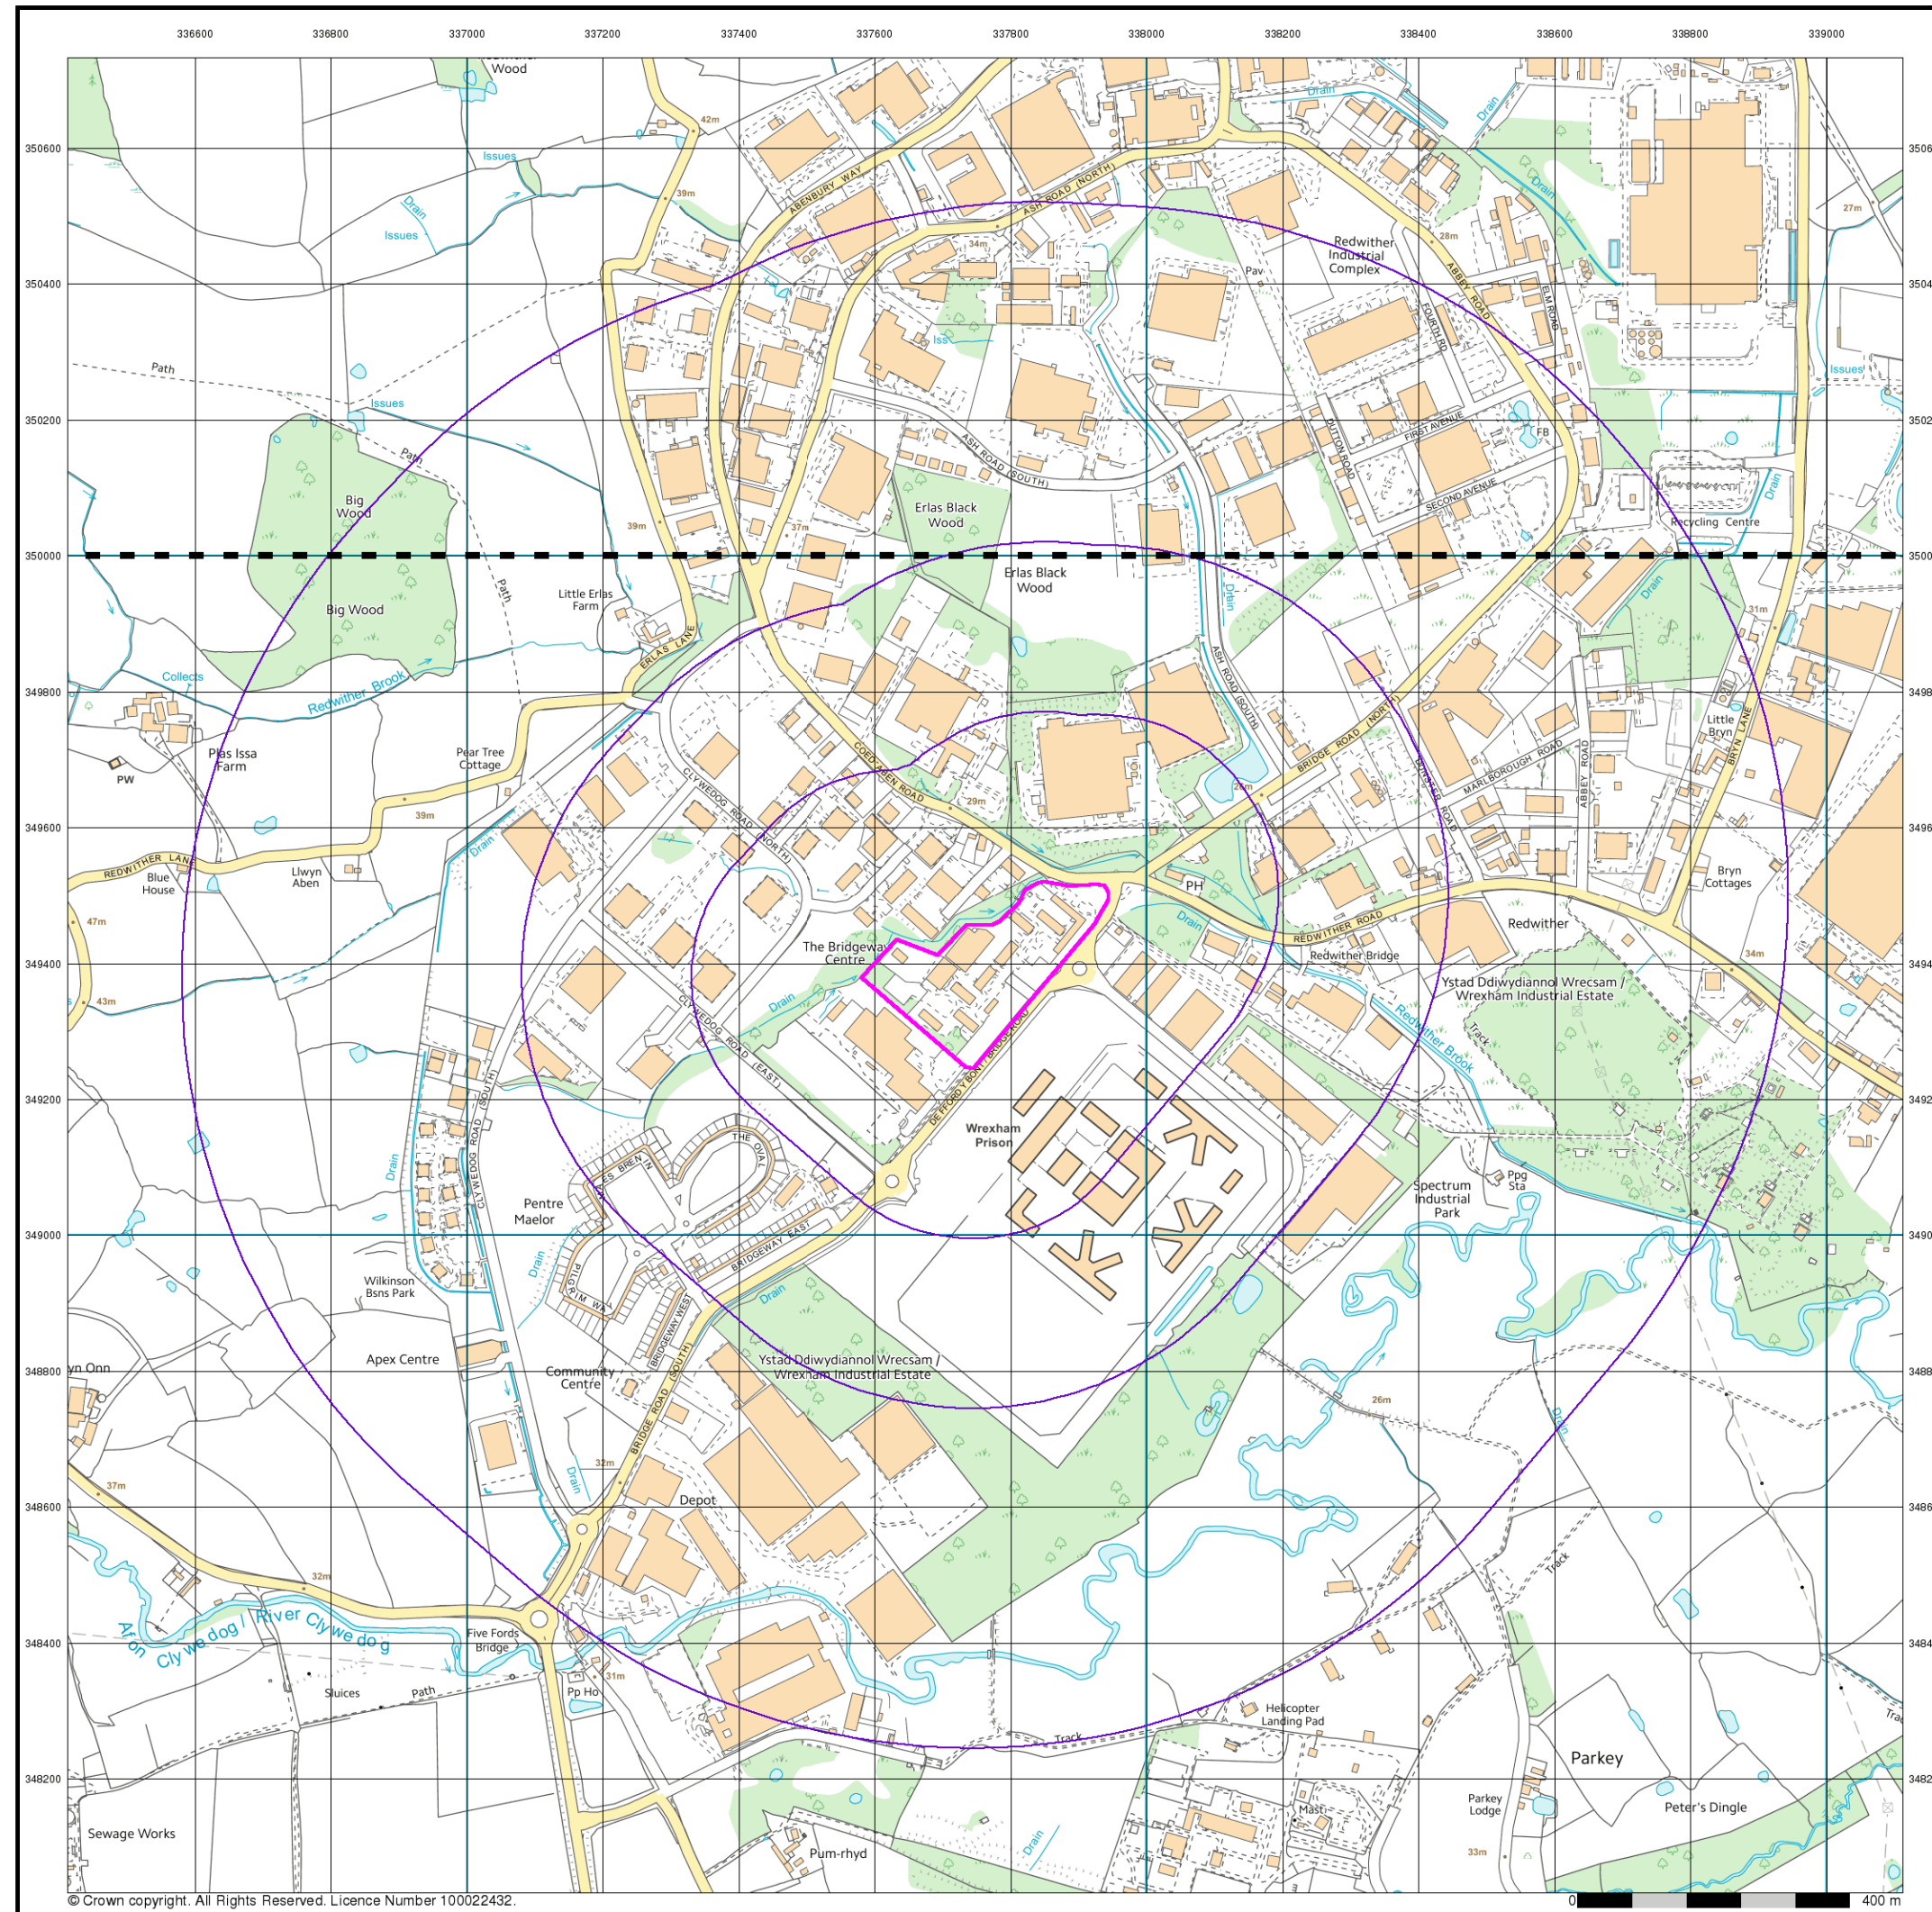 336600 336800 337000 337200 337400 337600 337800 338000 338200 338400 338600 338800 339000
Wood
42m
Drain
Drain
350600
Issues
ABENBURY WAY
ASH ROAD (NORTH)
39m
Drain
Drain
27m
Issues
34m
28m
Redwither
Industrial
Complex
Pav
350400
ABBEY ROAD
ELM ROAD
FOURTH RD
Iss
Path
Issues
Issues
350200
FIRST AVENUE
FB
DUTTON ROAD
Path
ASH ROAD (SOUTH)
Drain
SECOND AVENUE
Big
Wood
Erlas Black
Wood
39m
37m
Recycling Centre
350000
Erlas Black
Wood
Path
Little Erlas
Farm
Drain
Drain
Big Wood
31m
ERLAS LANE
ASH ROAD (SOUTH)
Collects
349800
Redwither Brook
Little
Bryn
BRYN LANE
BRIDGE ROAD (NORTH)
Plas Issa
Farm
Pear Tree
Cottage
COED ABEN ROAD
MARLBOROUGH ROAD
ABBEY ROAD
PW
CLYWEDOG ROAD (NORTH)
39m
29m
26m
349600
Drain
REDWITHER LANE
Blue
House
Llwyn
Aben
Bryn
Cottages
PH
47m
Drain
REDWITHER ROAD
Redwither
The Bridgeway
Centre
Redwither Bridge
34m
349400
Ystad Ddiwydiannol Wrecsam /
Wrexham Industrial Estate
43m
Drain
CLYWEDOG ROAD (EAST)
Redwither Brook
Track
DE FFORD Y BONT / BRIDGE ROAD
CLYWEDOG ROAD (SOUTH)
349200
Wrexham
Prison
THE OVAL
Drain
Pentre
Maelor
Ppg
Sta
Spectrum
Industrial
Park
BRIDGEWAY EAST
349000
Drain
PILGRIM WA
Wilkinson
Bsns Park
Drain
BRIDGEWAY WEST
yn Onn
Apex Centre
348800
Community
Centre
Ystad Ddiwydiannol Wrecsam /
Wrexham Industrial Estate
BRIDGE ROAD (SOUTH)
26m
Drain
37m
32m
Drain
Depot
348600
Track
32m
Afon
Clywedog /
River Clywedog
Five Fords
Bridge
348400
31m
Sluices
Path
Pp Ho
Helicopter
Landing Pad
Track
Parkey
348200
Parkey
Lodge
Mast
Peter's Dingle
Sewage Works
Pum-rhyd
Drain
33m
© Crown copyright. All Rights Reserved. Licence Number 100022432.
0 400 m